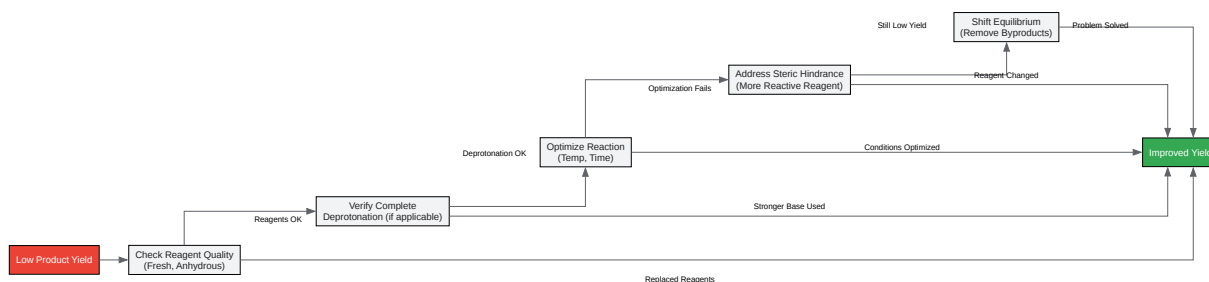 Still Low Yield
Shift Equilibrium
(Remove Byproducts)
Problem Solved
Optimization Fails
Address Steric Hindrance
(More Reactive Reagent)
Reagent Changed
Deprotonation OK
Optimize Reaction
(Temp, Time)
Conditions Optimized
Improved Yield
Reagents OK
Verify Complete
Deprotonation (if applicable)
Stronger Base Used
Low Product Yield
Check Reagent Quality
(Fresh, Anhydrous)
Replaced Reagents